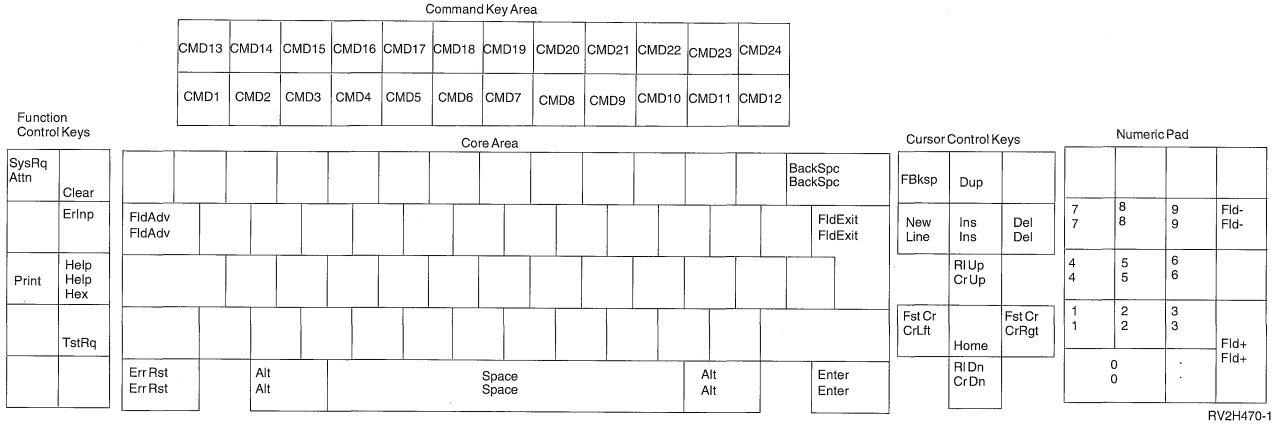 Command Key Area
CMD13 CMD14 CMD15 CMD16 CMD17 CMD18 CMD19 CMD20 CMD21 CMD22 CMD23 CMD24
CMD1 CMD2 CMD3 CMD4 CMD5 CMD6 CMD7 CMD8 CMD9 CMD10 CMD11 CMD12
Function
Control Keys
SysRq
Attn
Clear
ErInp
Print
Help
Help
Hex
TstRq
Core Area
BackSpc
BackSpc
FldAdv
FldAdv
FldExit
FldExit
Err Rst
Err Rst
Alt
Alt
Space
Space
Alt
Alt
Enter
Enter
Cursor Control Keys
FBksp
Dup
New
Line
Ins
Ins
Del
Del
Rl Up
Cr Up
Fst Cr
CrLft
Home
Fst Cr
CrRgt
Rl Dn
Cr Dn
Numeric Pad
7
7
8
8
9
9
Fld-
Fld-
4
4
5
5
6
6
1
1
2
2
3
3
Fld+
Fld+
0
0
.
.
RV2H470-1